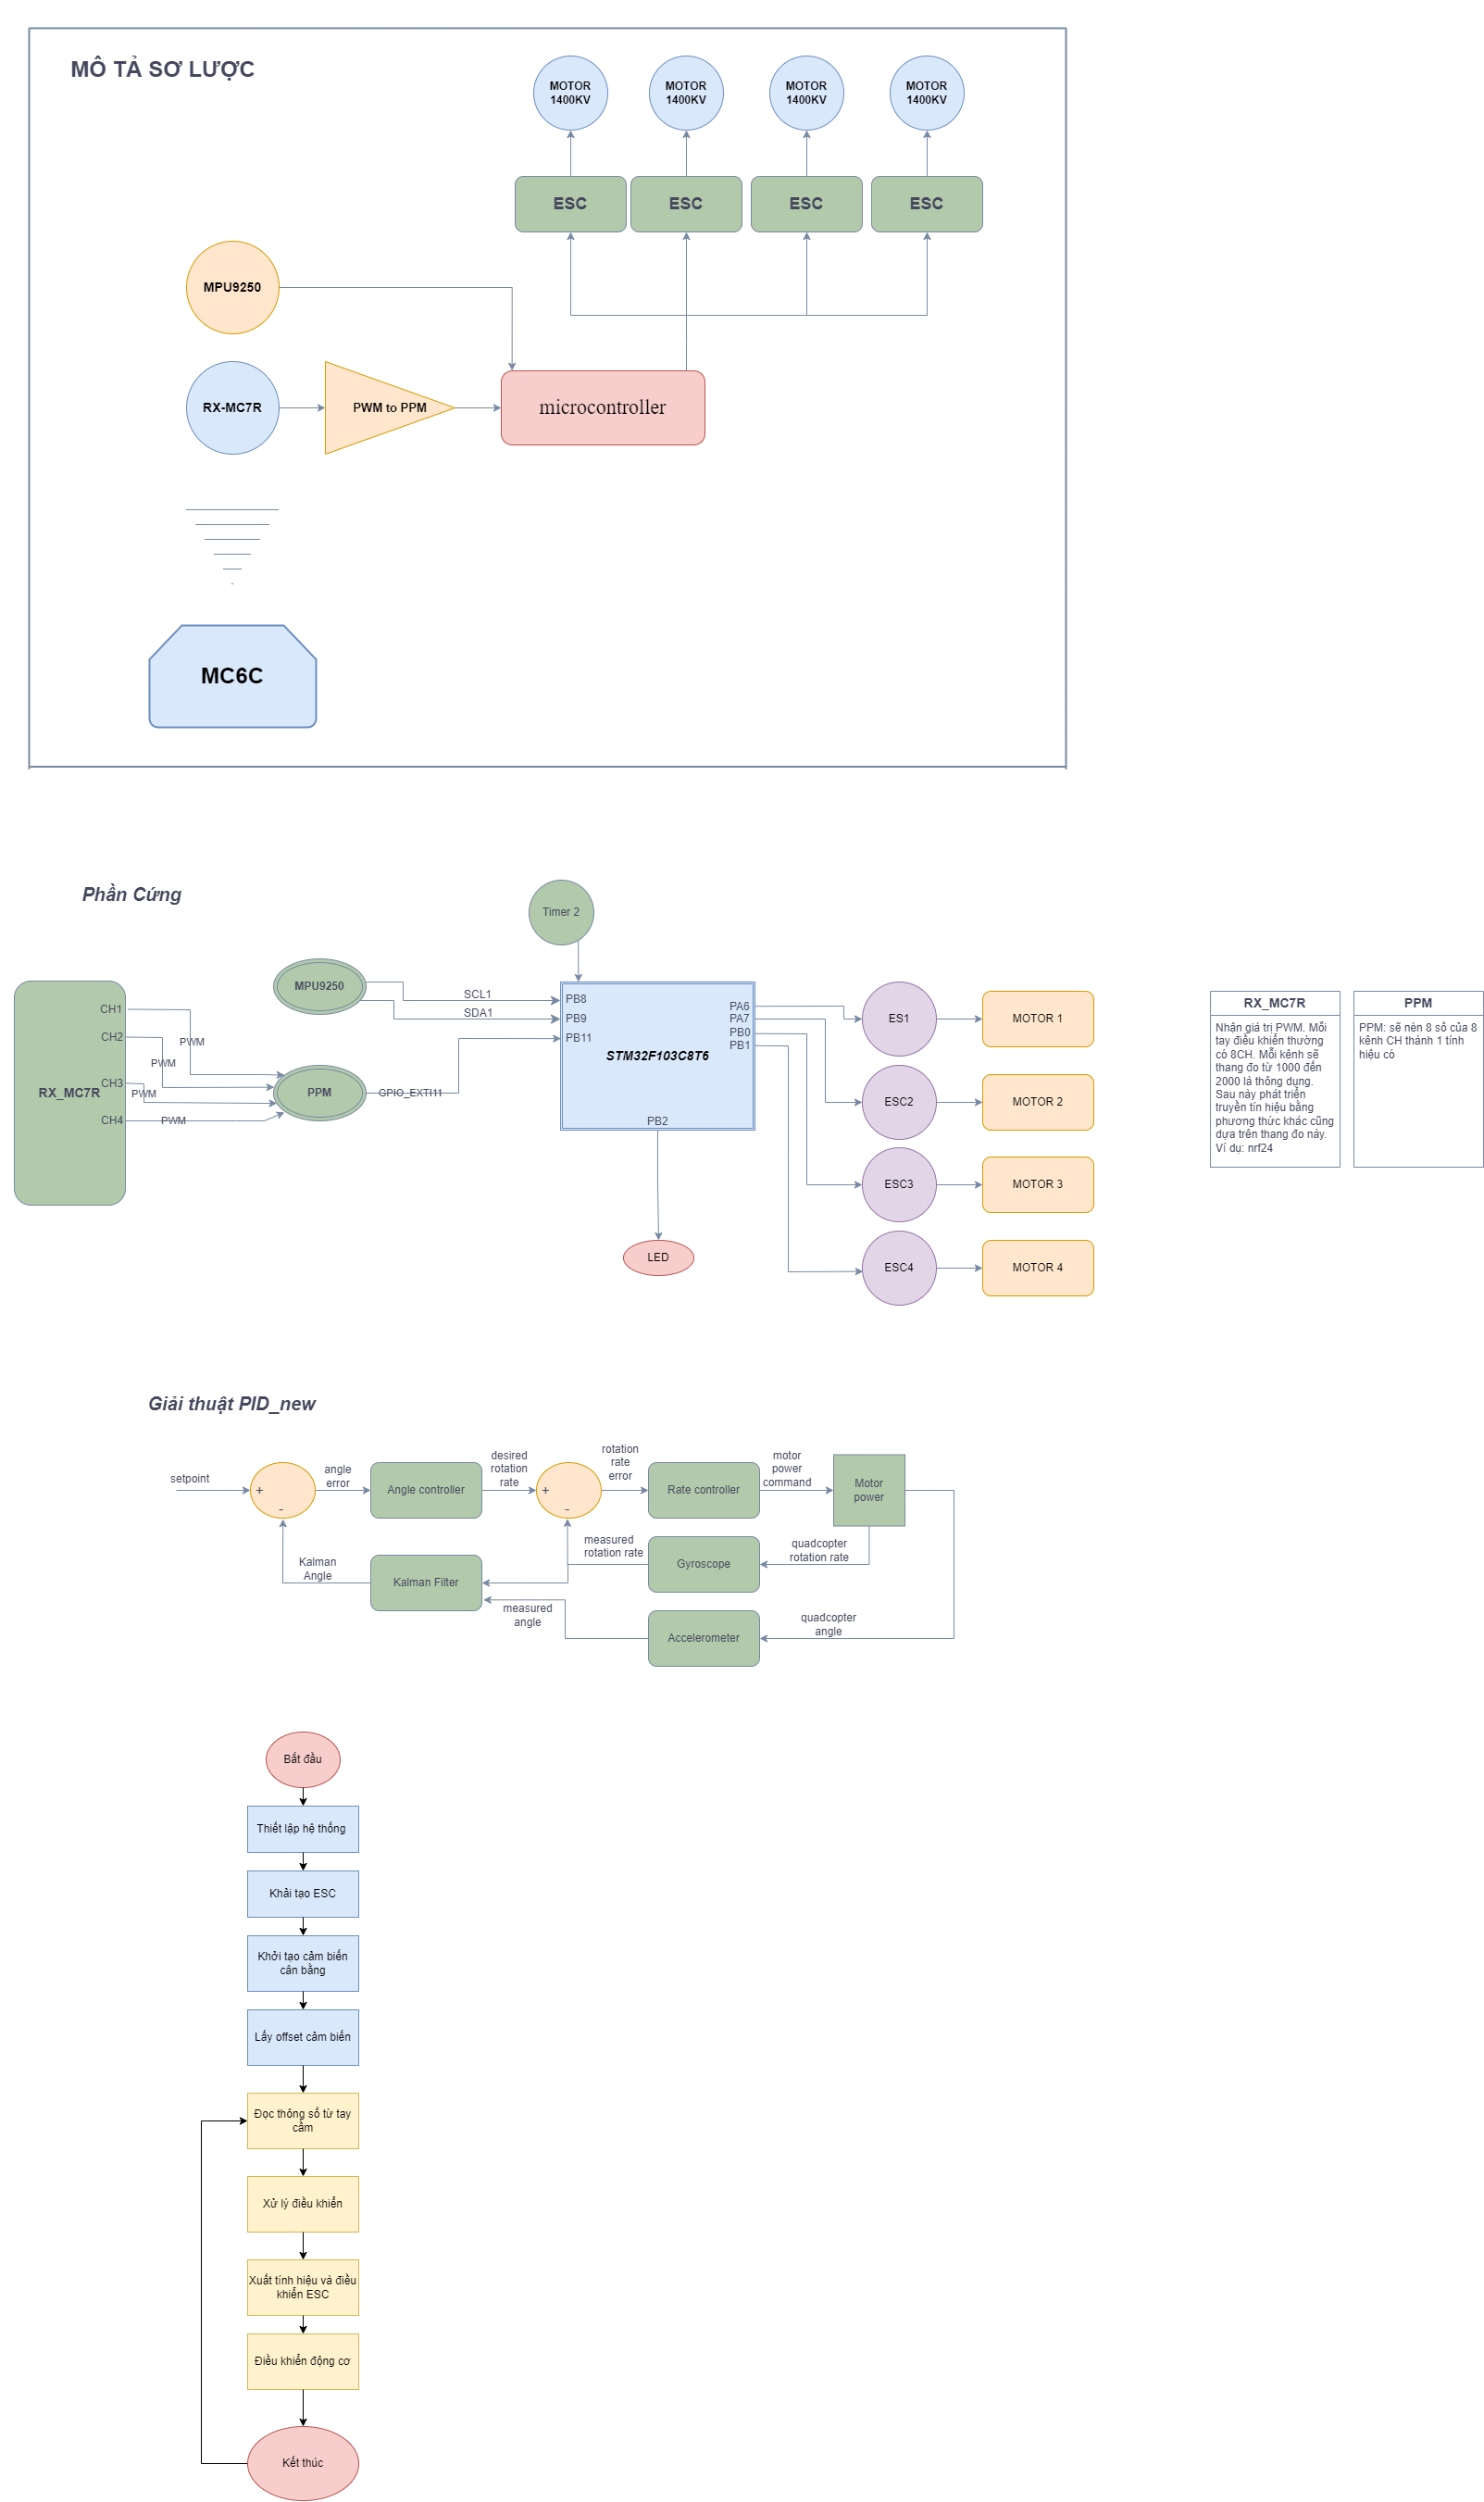 MÔ TẢ SƠ LƯỢC
MOTOR
1400KV
MOTOR
1400KV
MOTOR
1400KV
MOTOR
1400KV
ESC
ESC
ESC
ESC
MPU9250
RX-MC7R
PWM to PPM
microcontroller
MC6C
Phần Cứng
Timer 2
MPU9250
SCL1
SDA1
PB8
PB9
PB11
PA6
PA7
PB0
PB1
STM32F103C8T6
PB2
CH1
CH2
CH3
CH4
RX_MC7R
PWM
PWM
PWM
PWM
PPM
GPIO_EXTI11
LED
ES1
ESC2
ESC3
ESC4
MOTOR 1
MOTOR 2
MOTOR 3
MOTOR 4
RX_MC7R
Nhận giá trị PWM. Mỗi
tay điều khiển thường
có 8CH. Mỗi kênh sẽ
thang đo từ 1000 đến
2000 là thông dụng.
Sau này phát triển
truyền tín hiệu bằng
phương thức khác cũng
dựa trên thang đo này.
Ví dụ: nrf24
PPM
PPM: sẽ nén 8 số của 8
kênh CH thành 1 tính
hiệu có
Giải thuật PID_new
setpoint
+
-
angle
error
Angle controller
desired
rotation
rate
+
-
rotation
rate
error
Rate controller
motor
power
command
Motor
power
measured
rotation rate
Gyroscope
quadcopter
rotation rate
Kalman
Angle
Kalman Filter
measured
angle
Accelerometer
quadcopter
angle
Bắt đầu
Thiết lập hệ thống
Khải tạo ESC
Khởi tạo cảm biến
cân bằng
Lấy offset cảm biến
Đọc thông số từ tay
cầm
Xử lý điều khiển
Xuất tính hiệu và điều
khiển ESC
Điều khiển động cơ
Kết thúc